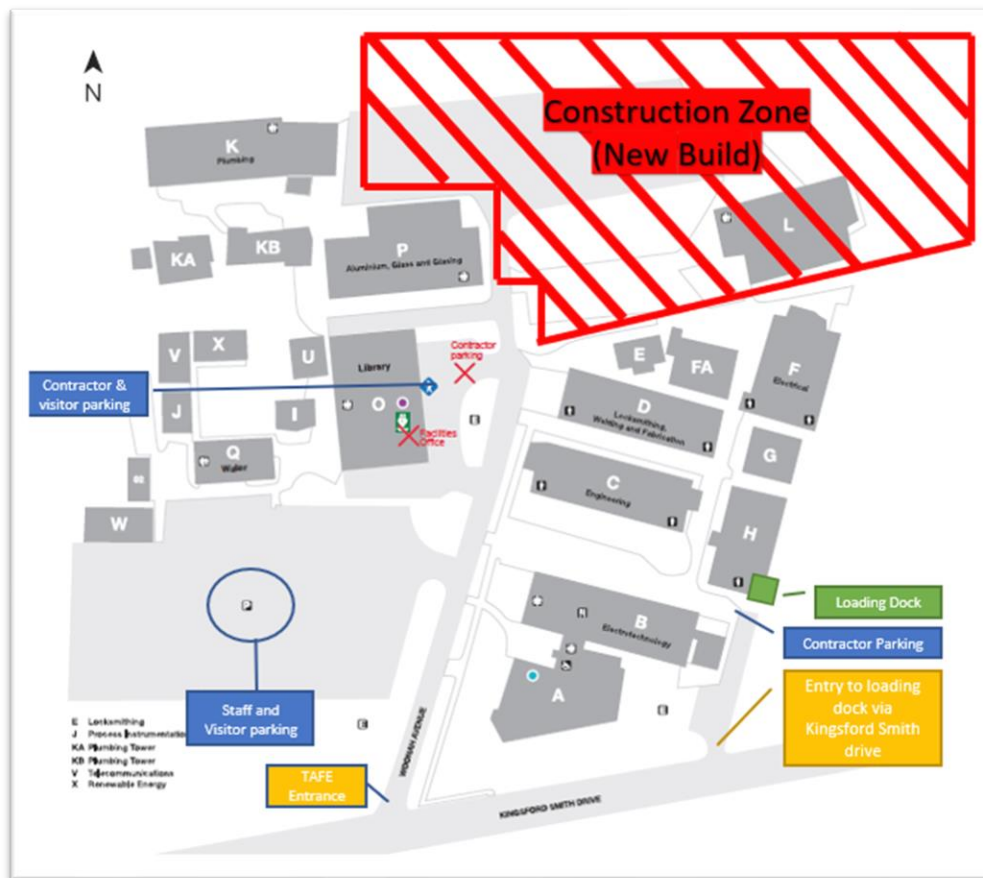 N
Construction Zone
(New Build)
K
Plumbing
L
KA
KB
P
Aluminium, Glass and Glazing
V
X
U
Library
Contractor
parking
E
FA
F
Electrical
Contractor &
visitor parking
J
I
O
Facilities
Office
D
Locksmithing,
Welding and Fabrication
Q
Water
G
C
Engineering
W
H
Loading Dock
B
Electrotechnology
Contractor Parking
A
Entry to loading
dock via
Kingsford Smith
drive
Staff and
Visitor parking
E Locksmithing
J Process Instrumentatio
KA Plumbing Tower
KB Plumbing Tower
V Telecommunications
X Renewable Energy
WOONAH AVENUE
TAFE
Entrance
KINGSFORD SMITH DRIVE